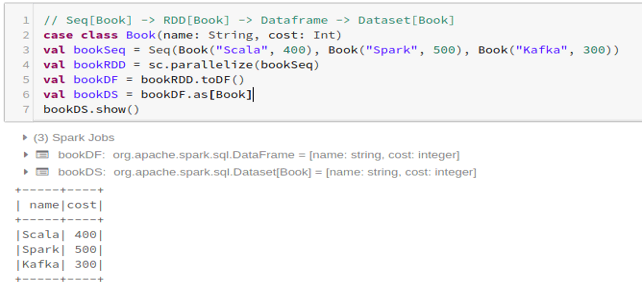 1 // Seq[Book] -> RDD[Book] -> Dataframe -> Dataset[Book]
2 case class Book(name: String, cost: Int)
3 val bookSeq = Seq(Book("Scala", 400), Book("Spark", 500), Book("Kafka", 300))
4 val bookRDD = sc.parallelize(bookSeq)
5 val bookDF = bookRDD.toDF()
6 val bookDS = bookDF.as[Book]
7 bookDS.show()
(3) Spark Jobs
bookDF: org.apache.spark.sql.DataFrame = [name: string, cost: integer]
bookDS: org.apache.spark.sql.Dataset[Book] = [name: string, cost: integer]
+-----+----+
| name|cost|
+-----+----+
|Scala| 400|
|Spark| 500|
|Kafka| 300|
+-----+----+